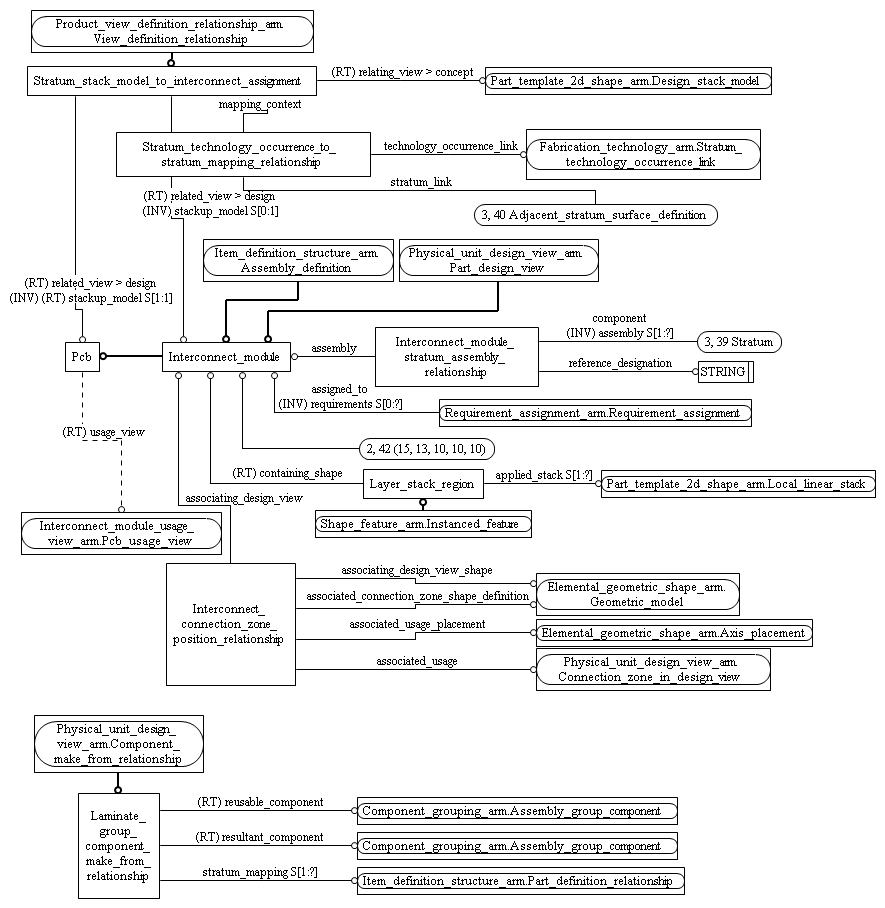 Product_view_definition_relationship_arm.
View_definition_relationship
Stratum_stack_model_to_interconnect_assignment
(RT) relating_view > concept
Part_template_2d_shape_arm.Design_stack_model
mapping_context
Stratum_technology_occurrence_to_
stratum_mapping_relationship
technology_occurrence_link
Fabrication_technology_arm.Stratum_
technology_occurrence_link
stratum_link
(RT) related_view > design
(INV) stackup_model S[0:1]
3, 40 Adjacent_stratum_surface_definition
Item_definition_structure_arm.
Assembly_definition
Physical_unit_design_view_arm.
Part_design_view
(RT) related_view > design
(INV) (RT) stackup_model S[1:1]
Pcb
Interconnect_module
assembly
Interconnect_module_
stratum_assembly_
relationship
component
(INV) assembly S[1:?]
3, 39 Stratum
reference_designation
STRING
assigned_to
(INV) requirements S[0:?]
Requirement_assignment_arm.Requirement_assignment
(RT) usage_view
2, 42 (15, 13, 10, 10, 10)
(RT) containing_shape
Layer_stack_region
applied_stack S[1:?]
Part_template_2d_shape_arm.Local_linear_stack
associating_design_view
Shape_feature_arm.Instanced_feature
Interconnect_module_usage_
view_arm.Pcb_usage_view
Interconnect_
connection_zone_
position_relationship
associating_design_view_shape
associated_connection_zone_shape_definition
Elemental_geometric_shape_arm.
Geometric_model
associated_usage_placement
Elemental_geometric_shape_arm.Axis_placement
associated_usage
Physical_unit_design_view_arm.
Connection_zone_in_design_view
Physical_unit_design_
view_arm.Component_
make_from_relationship
Laminate_
group_
component_
make_from_
relationship
(RT) reusable_component
Component_grouping_arm.Assembly_group_component
(RT) resultant_component
Component_grouping_arm.Assembly_group_component
stratum_mapping S[1:?]
Item_definition_structure_arm.Part_definition_relationship